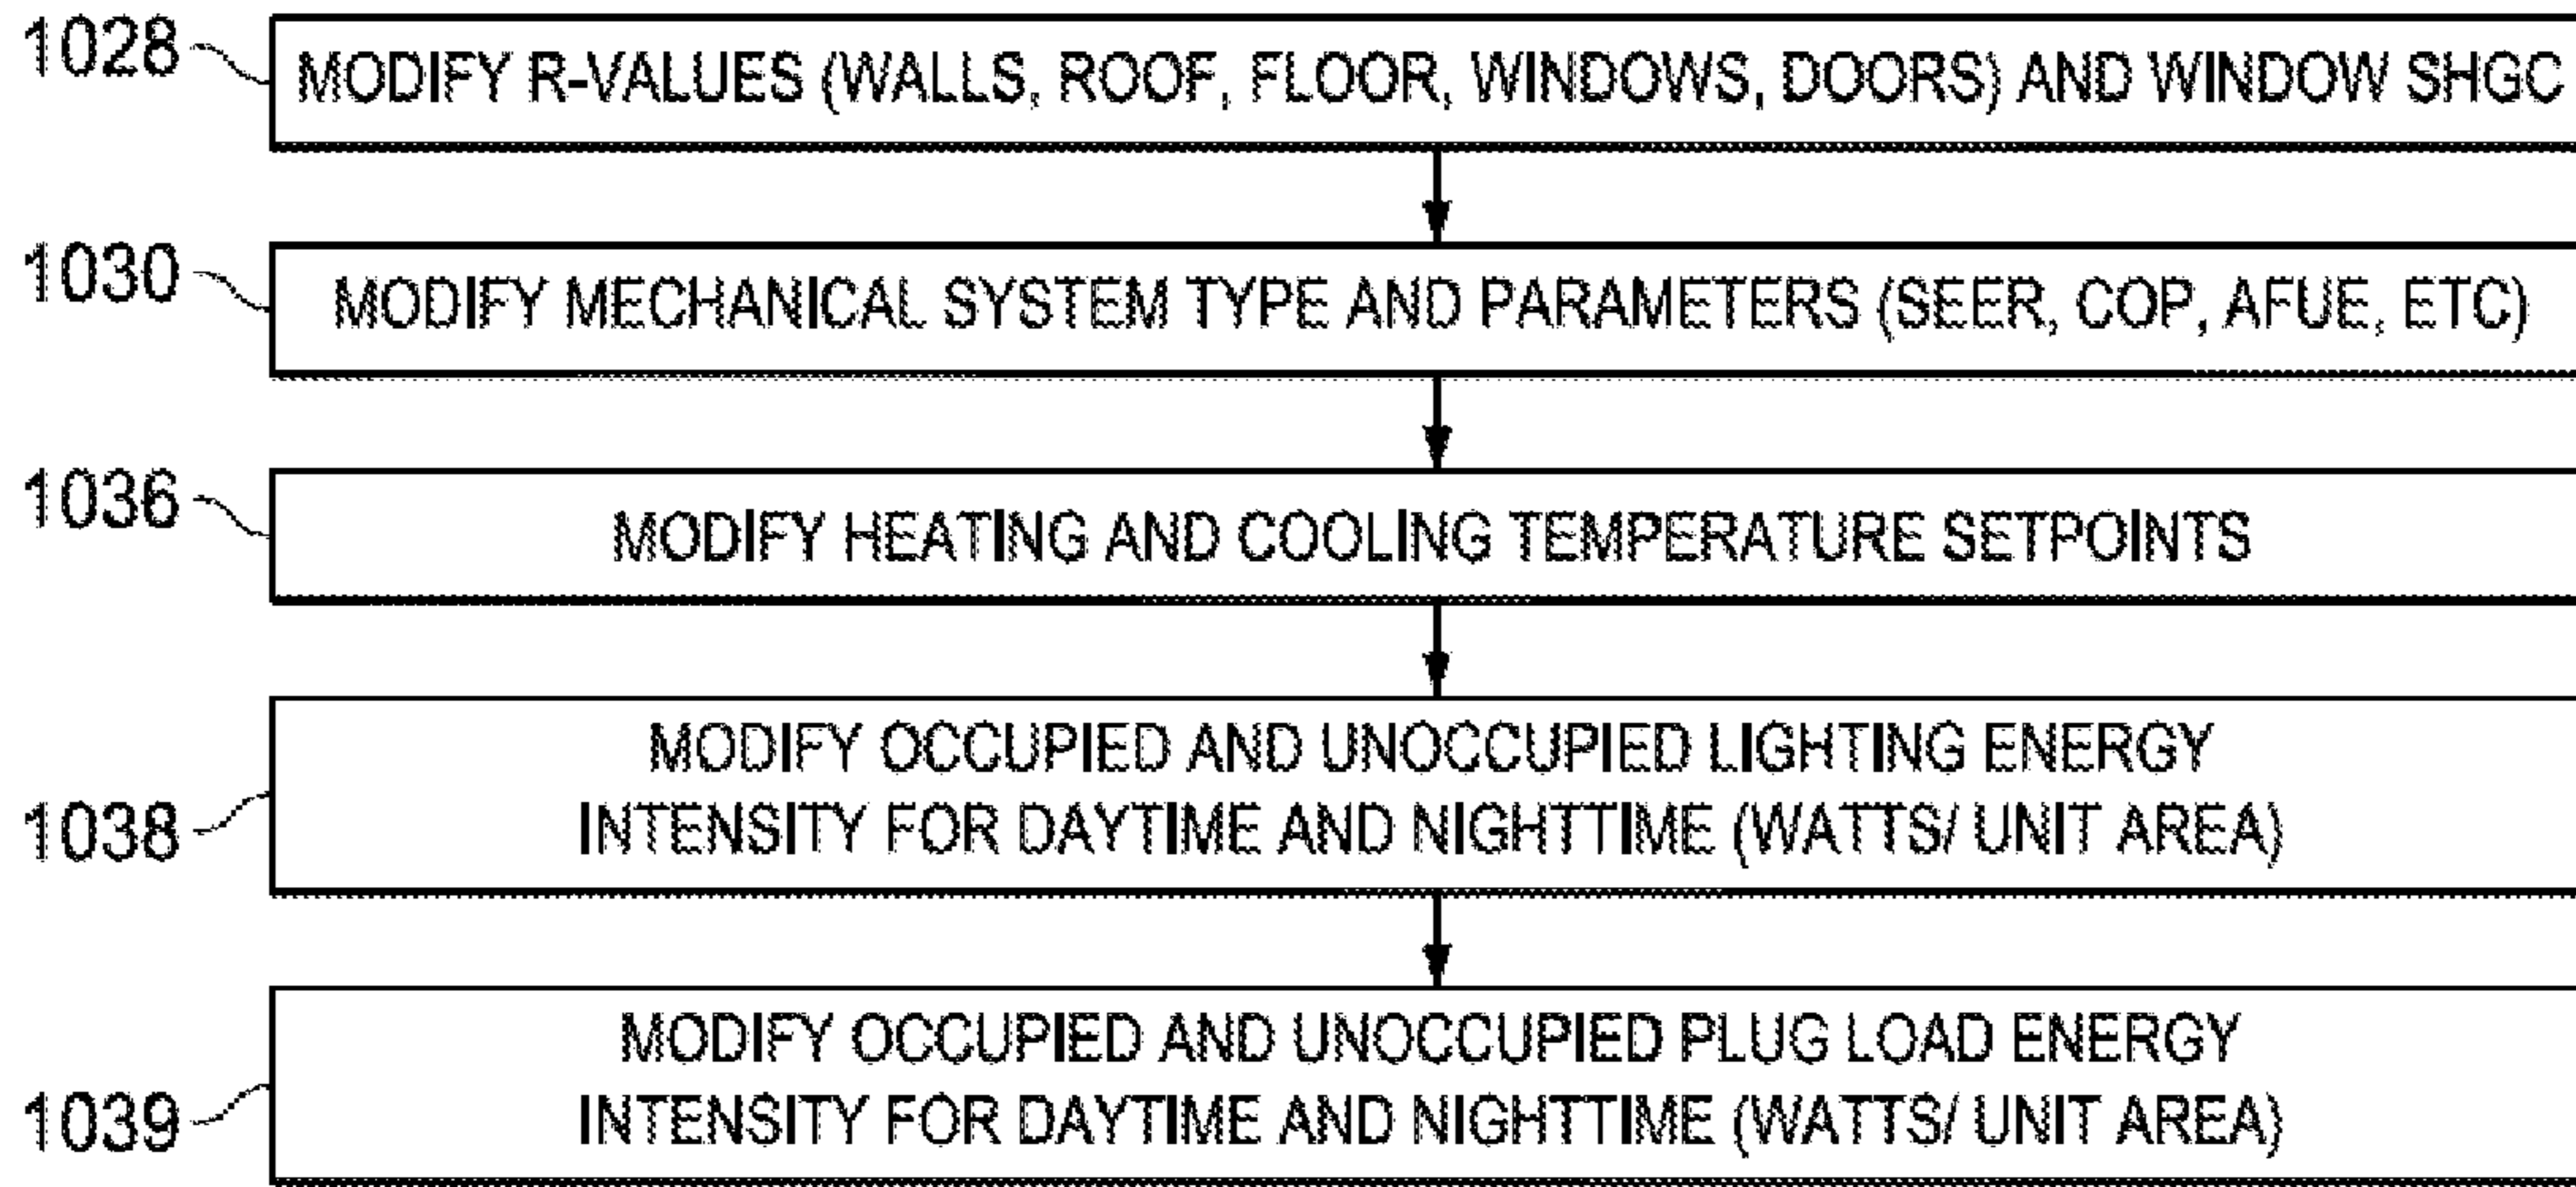 1028
MODIFY R-VALUES (WALLS, ROOF, FLOOR, WINDOWS, DOORS) AND WINDOW SHGC
1030
MODIFY MECHANICAL SYSTEM TYPE AND PARAMETERS (SEER, COP, AFUE, ETC)
1036
MODIFY HEATING AND COOLING TEMPERATURE SETPOINTS
1038
MODIFY OCCUPIED AND UNOCCUPIED LIGHTING ENERGY
INTENSITY FOR DAYTIME AND NIGHTTIME (WATTS/ UNIT AREA)
1039
MODIFY OCCUPIED AND UNOCCUPIED PLUG LOAD ENERGY
INTENSITY FOR DAYTIME AND NIGHTTIME (WATTS/ UNIT AREA)